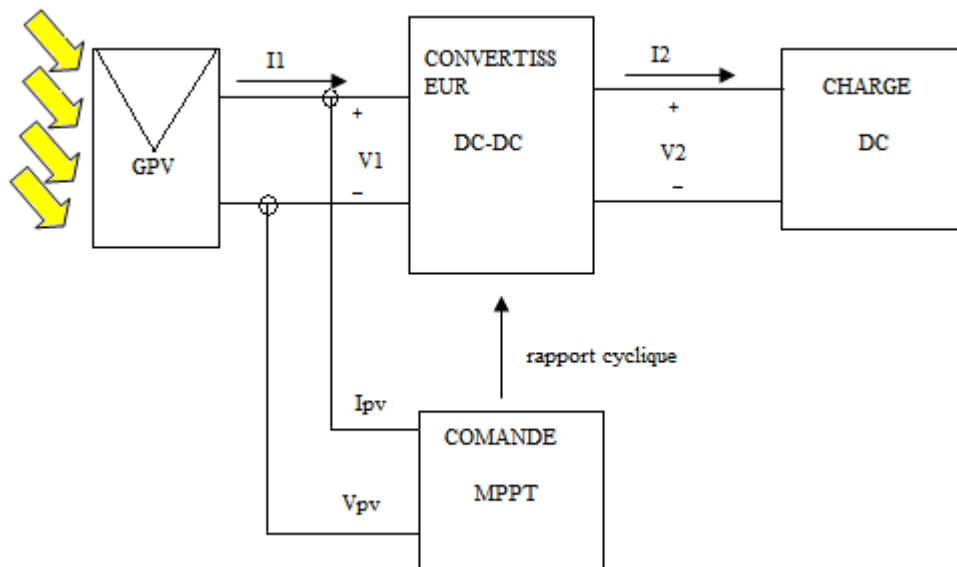 I1
CONVERTISS
EUR
DC-DC
I2
CHARGE
DC
GPV
+
V1
–
+
V2
–
rapport cyclique
Ipv
Vpv
COMANDE
MPPT